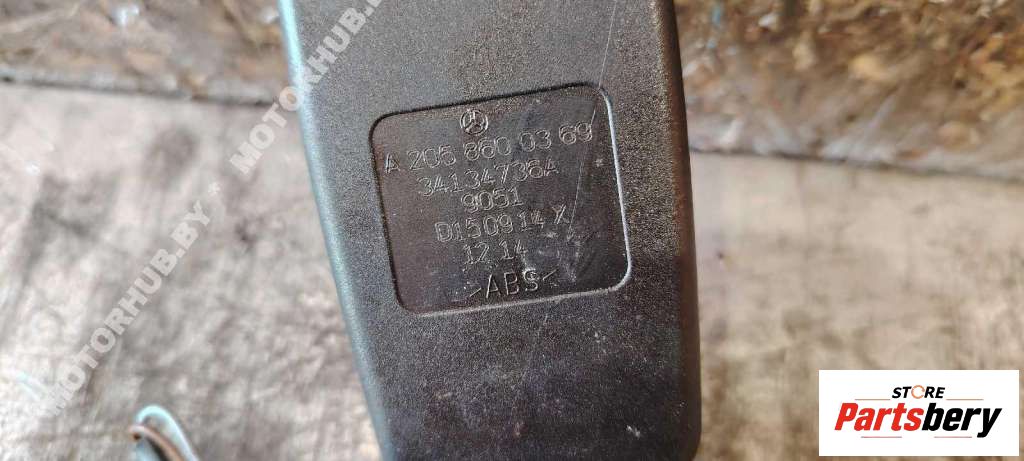 A 205 860 03 69
34134736A
9051
D150914 X
12 14
>ABS<
MOTORHUB.BY * MOTORHUB.BY
STORE
Partsbery